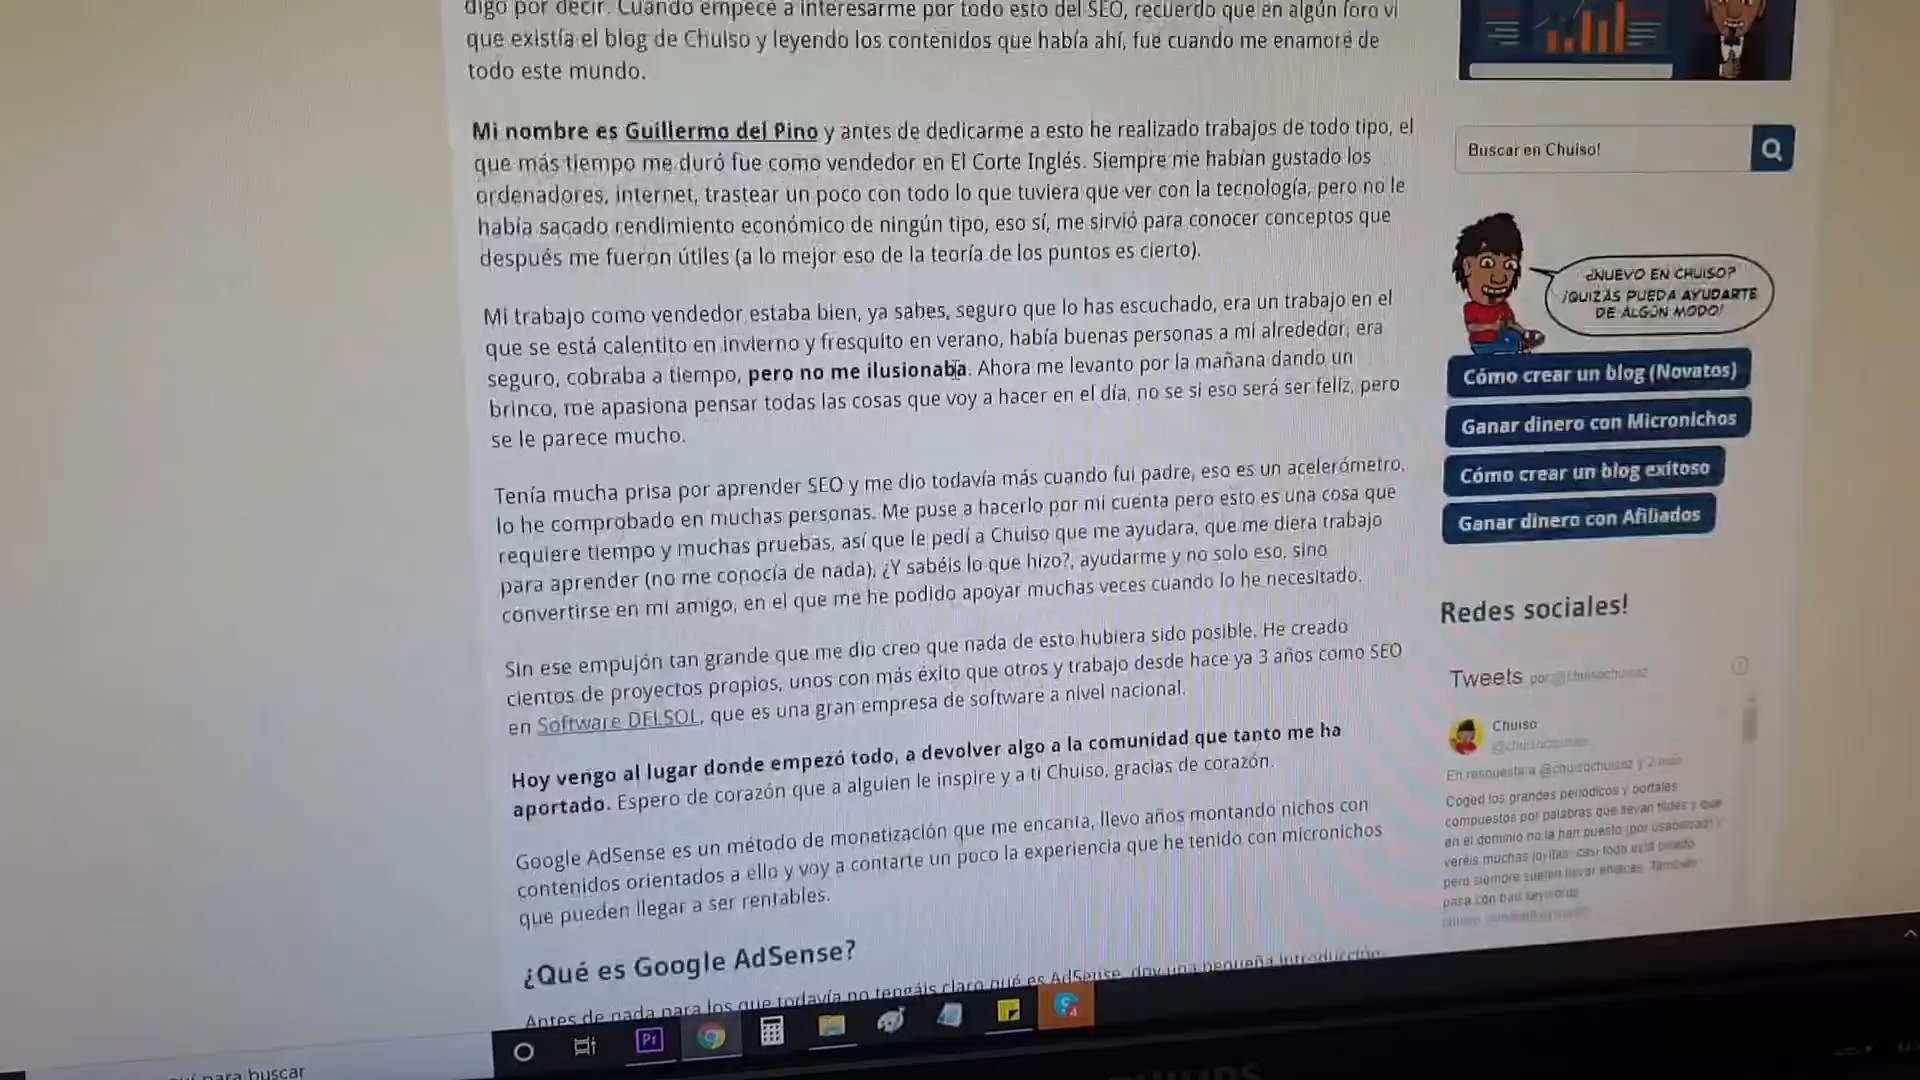 digo por decir. Cuando empecé a interesarme por todo esto del SEO, recuerdo que en algún foro vi
que existía el blog de Chuiso y leyendo los contenidos que había ahí, fue cuando me enamoré de
todo este mundo.
Mi nombre es Guillermo del Pino y antes de dedicarme a esto he realizado trabajos de todo tipo, el
que más tiempo me duró fue como vendedor en El Corte Inglés. Siempre me habían gustado los
ordenadores, internet, trastear un poco con todo lo que tuviera que ver con la tecnología, pero no le
había sacado rendimiento económico de ningún tipo, eso sí, me sirvió para conocer conceptos que
después me fueron útiles (a lo mejor eso de la teoría de los puntos es cierto).
Mi trabajo como vendedor estaba bien, ya sabes, seguro que lo has escuchado, era un trabajo en el
que se está calentito en invierno y fresquito en verano, había buenas personas a mi alrededor, era
seguro, cobraba a tiempo, pero no me ilusionaba. Ahora me levanto por la mañana dando un
brinco, me apasiona pensar todas las cosas que voy a hacer en el día, no se si eso será ser feliz, pero
se le parece mucho.
Tenía mucha prisa por aprender SEO y me dio todavía más cuando fui padre, eso es un acelerómetro,
lo he comprobado en muchas personas. Me puse a hacerlo por mi cuenta pero esto es una cosa que
requiere tiempo y muchas pruebas, así que le pedí a Chuiso que me ayudara, que me diera trabajo
para aprender (no me conocía de nada), ¿Y sabéis lo que hizo?, ayudarme y no solo eso, sino
convertirse en mi amigo, en el que me he podido apoyar muchas veces cuando lo he necesitado.
Sin ese empujón tan grande que me dio creo que nada de esto hubiera sido posible. He creado
cientos de proyectos propios, unos con más éxito que otros y trabajo desde hace ya 3 años como SEO
en Software DELSOL, que es una gran empresa de software a nivel nacional.
Hoy vengo al lugar donde empezó todo, a devolver algo a la comunidad que tanto me ha
aportado. Espero de corazón que a alguien le inspire y a ti Chuiso, gracias de corazón.
Google AdSense es un método de monetización que me encanta, llevo años montando nichos con
contenidos orientados a ello y voy a contarte un poco la experiencia que he tenido con micronichos
que pueden llegar a ser rentables.
¿Qué es Google AdSense?
Antes de nada para los que todavía no tengáis claro qué es AdSense, doy una pequeña introducción
Buscar en Chuiso!
¿NUEVO EN CHUISO?
¡QUIZÁS PUEDA AYUDARTE
DE ALGÚN MODO!
Cómo crear un blog (Novatos)
Ganar dinero con Micronichos
Cómo crear un blog exitoso
Ganar dinero con Afiliados
Redes sociales!
Tweets por @chuisochuisez
Chuiso
En respuesta a @chuisochuisez y 2 más
Coged los grandes periódicos y portales
compuestos por palabras que llevan tildes y que
en el dominio no la han puesto (por usabilidad) y
veréis muchas joyitas, casi todo está pillado
pero siempre suelen llevar enlaces. También
pasa con
Pr
4
para buscar